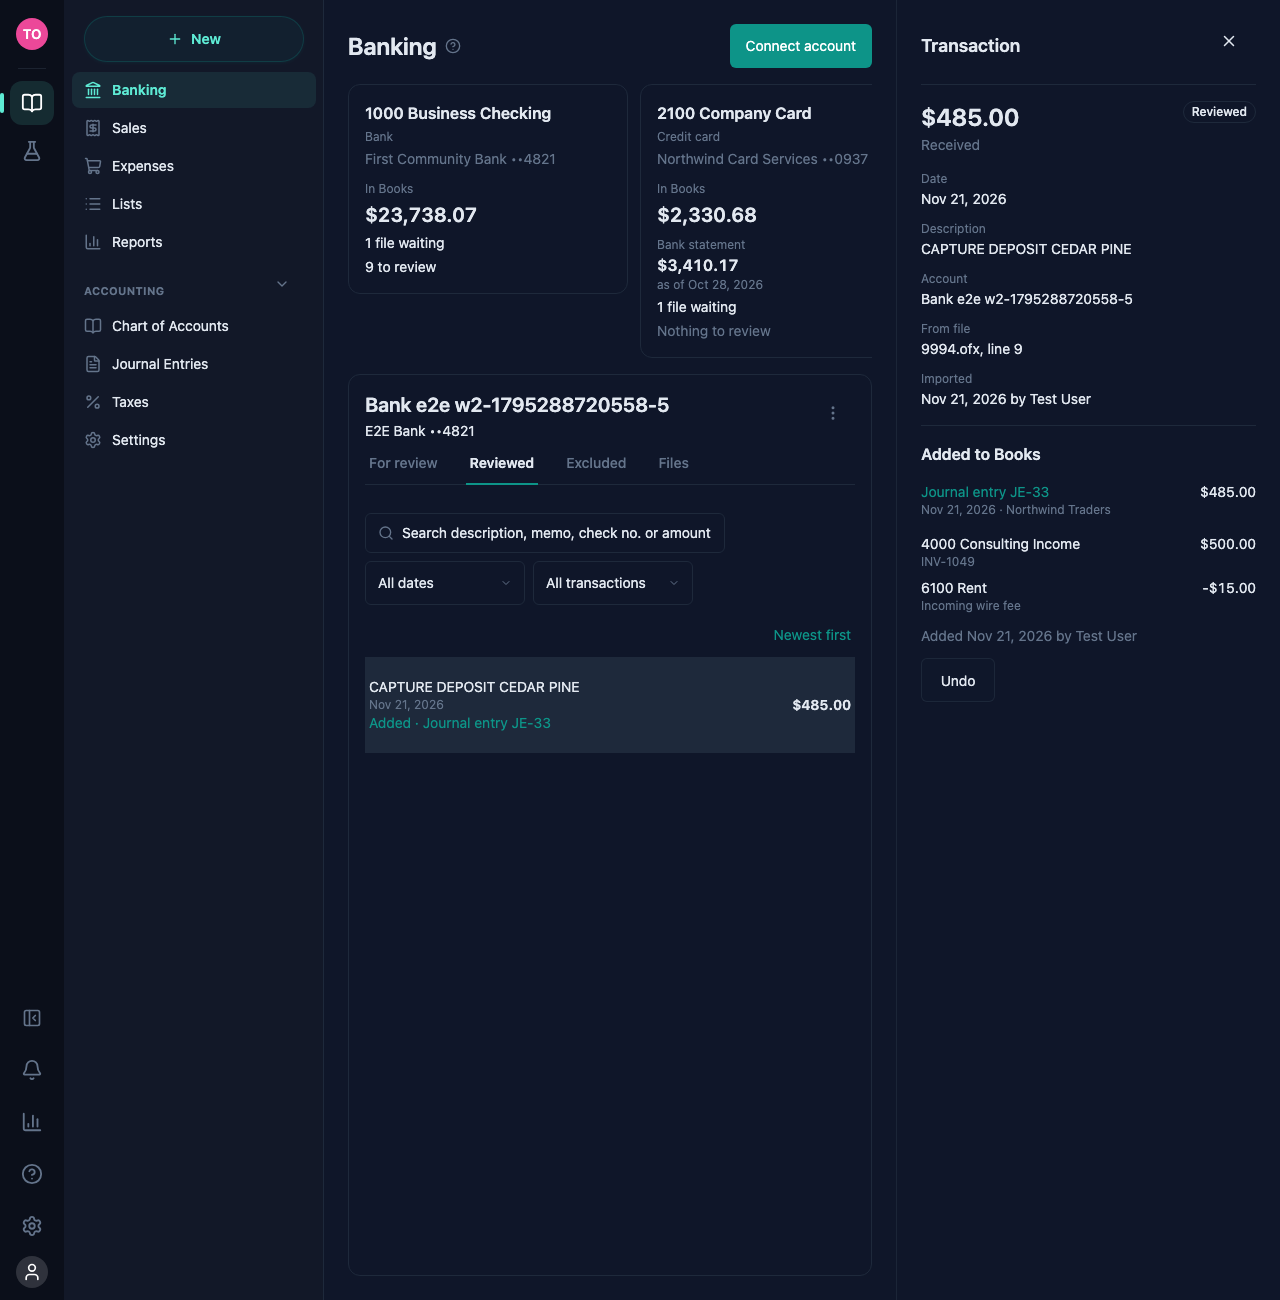 TO
New
Banking
Sales
Expenses
Lists
Reports
ACCOUNTING
Chart of Accounts
Journal Entries
Taxes
Settings
Banking
Connect account
1000 Business Checking
Bank
First Community Bank ••4821
In Books
$23,738.07
1 file waiting
9 to review
2100 Company Card
Credit card
Northwind Card Services ••0937
In Books
$2,330.68
Bank statement
$3,410.17
as of Oct 28, 2026
1 file waiting
Nothing to review
Bank e2e w2-1795288720558-5
E2E Bank ••4821
For review
Reviewed
Excluded
Files
Search description, memo, check no. or amount
All dates
All transactions
Newest first
CAPTURE DEPOSIT CEDAR PINE
Nov 21, 2026
Added · Journal entry JE-33
$485.00
Transaction
$485.00
Reviewed
Received
Date
Nov 21, 2026
Description
CAPTURE DEPOSIT CEDAR PINE
Account
Bank e2e w2-1795288720558-5
From file
9994.ofx, line 9
Imported
Nov 21, 2026 by Test User
Added to Books
Journal entry JE-33 $485.00
Nov 21, 2026 · Northwind Traders
4000 Consulting Income $500.00
INV-1049
6100 Rent -$15.00
Incoming wire fee
Added Nov 21, 2026 by Test User
Undo